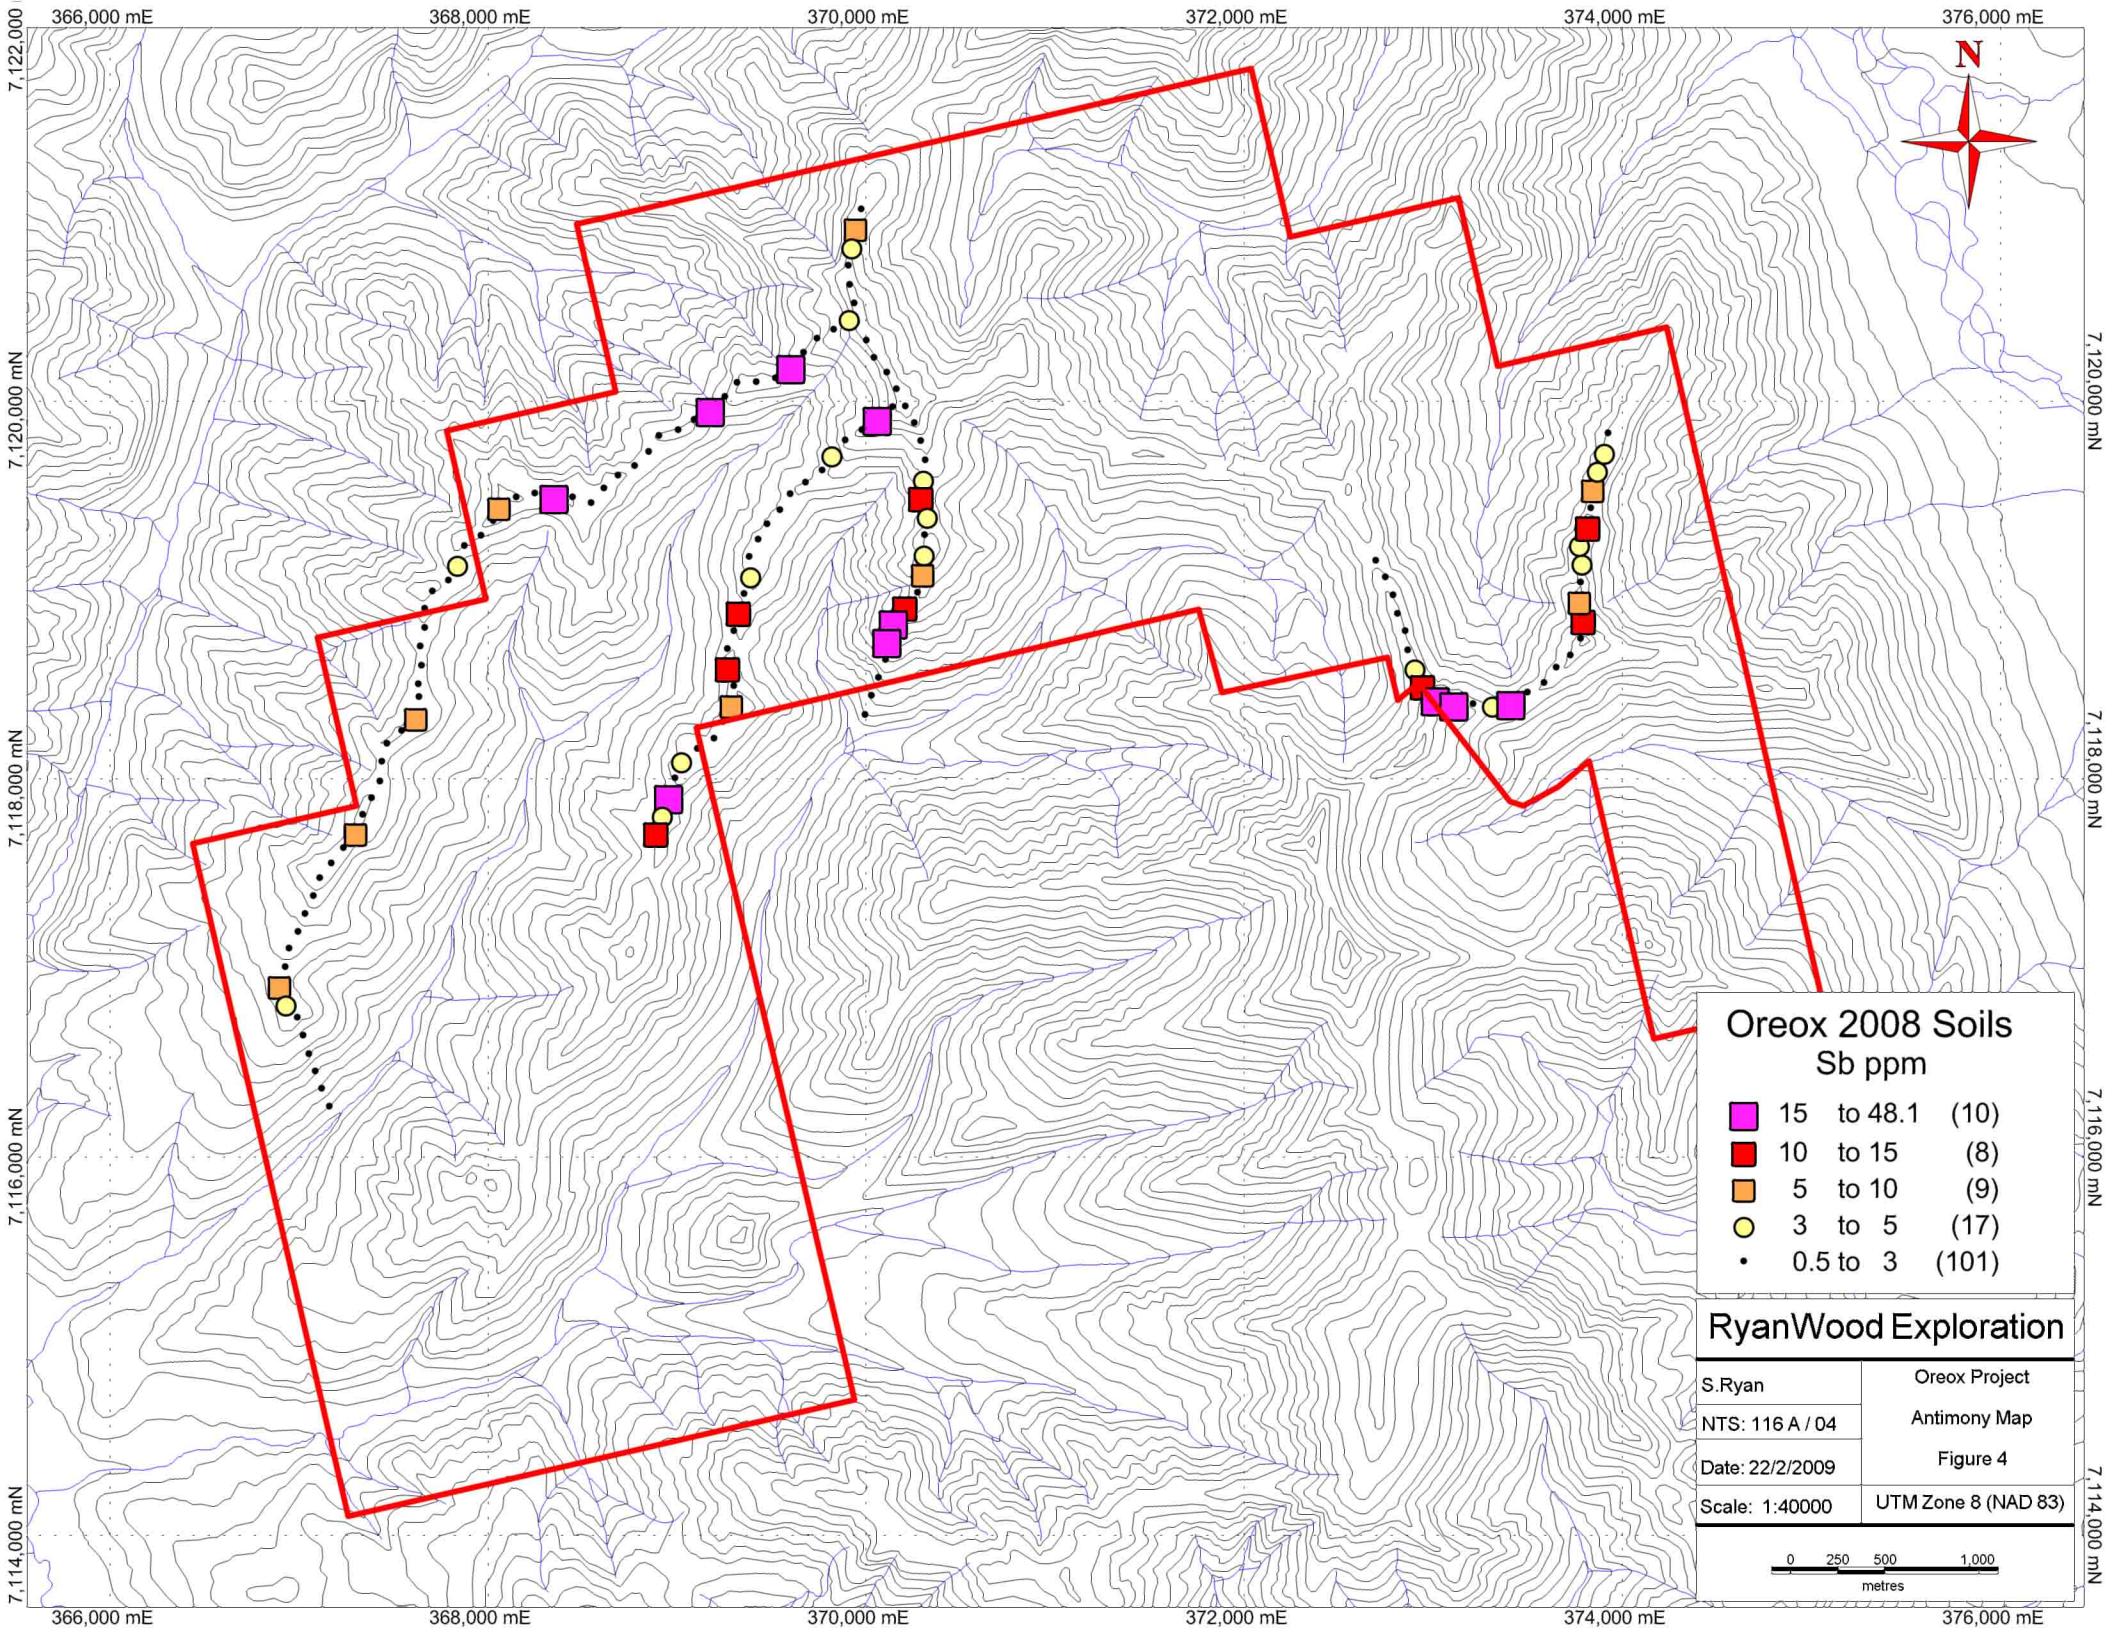 366,000 mE 368,000 mE 370,000 mE 372,000 mE 374,000 mE 376,000 mE
7,122,000
N
7,120,000 mN
7,120,000 mN
7,118,000 mN
7,118,000 mN
7,116,000 mN
7,116,000 mN
7,114,000 mN
7,114,000 mN
Oreox 2008 Soils
Sb ppm
15 to 48.1 (10)
10 to 15 (8)
5 to 10 (9)
3 to 5 (17)
0.5 to 3 (101)
RyanWood Exploration
S.Ryan
NTS: 116 A / 04
Date: 22/2/2009
Scale: 1:40000
Oreox Project
Antimony Map
Figure 4
UTM Zone 8 (NAD 83)
0 250 500 1,000
metres
366,000 mE 368,000 mE 370,000 mE 372,000 mE 374,000 mE 376,000 mE